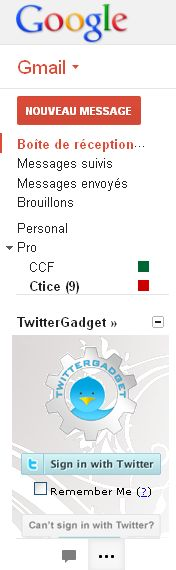 Google
Gmail
NOUVEAU MESSAGE
Boite de réception...
Messages suivis
Messages envoyés
Brouillons
Personal
Pro
CCF
Ctice (9)
TwitterGadget »
TWITTERGADGET
Sign in with Twitter
Remember Me (?)
Can't sign in with Twitter?